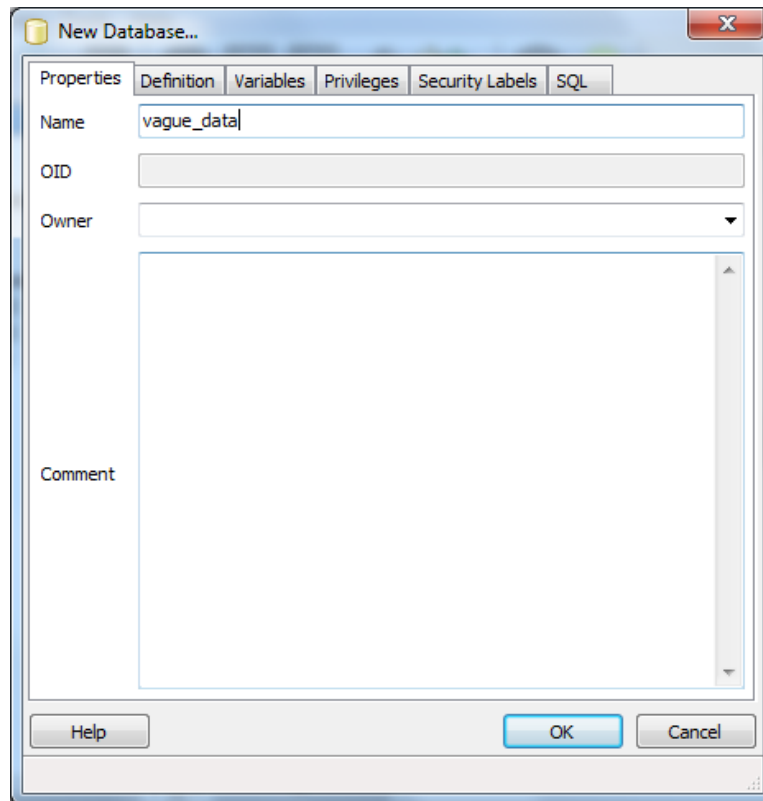 New Database...
Properties Definition Variables Privileges Security Labels SQL
Name vague_data
OID
Owner
Comment
Help OK Cancel